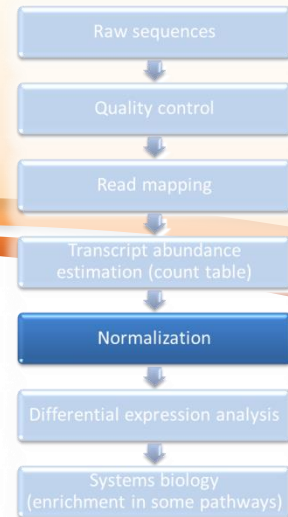 Raw sequences
Quality control
Read mapping
Transcript abundance
estimation (count table)
Normalization
Differential expression analysis
Systems biology
(enrichment in some pathways)